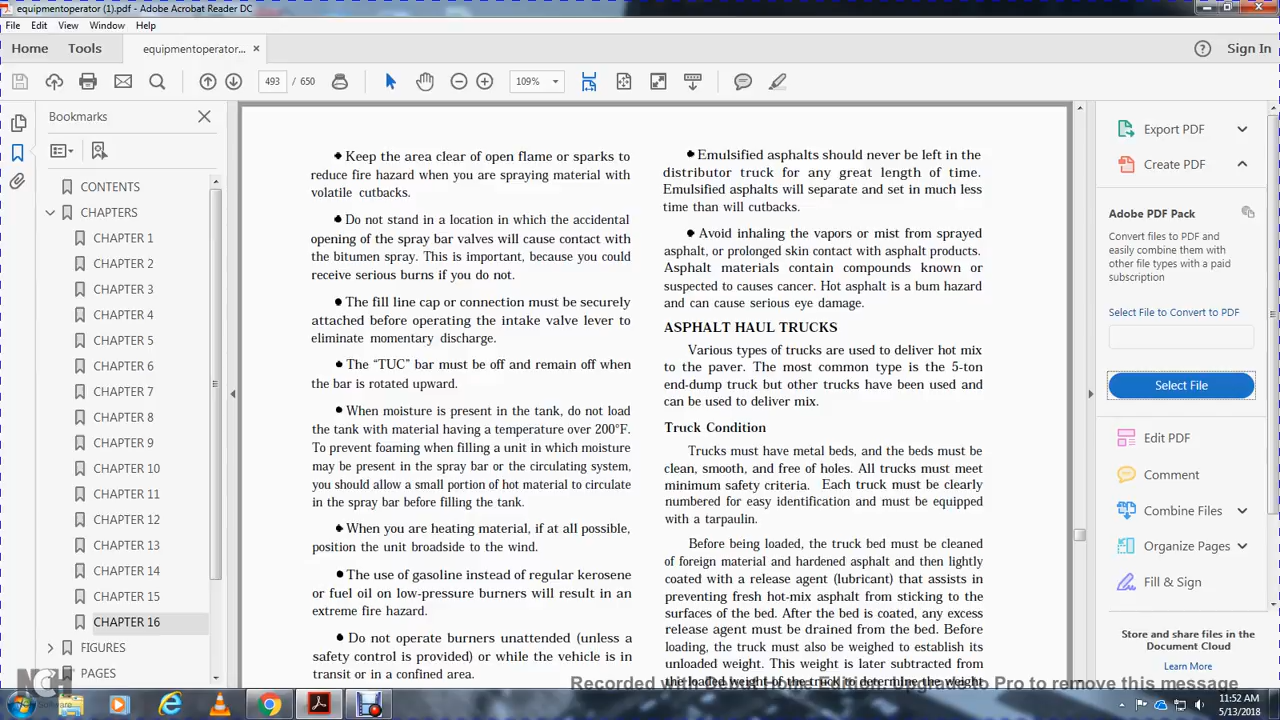 equipmentoperator (1).pdf - Adobe Acrobat Reader DC
File Edit View Window Help
Home Tools equipmentoperator... × Sign In
493 / 650 109%
Bookmarks
CONTENTS
CHAPTERS
CHAPTER 1
CHAPTER 2
CHAPTER 3
CHAPTER 4
CHAPTER 5
CHAPTER 6
CHAPTER 7
CHAPTER 8
CHAPTER 9
CHAPTER 10
CHAPTER 11
CHAPTER 12
CHAPTER 13
CHAPTER 14
CHAPTER 15
CHAPTER 16
FIGURES
PAGES
● Keep the area clear of open flame or sparks to
reduce fire hazard when you are spraying material with
volatile cutbacks.
● Do not stand in a location in which the accidental
opening of the spray bar valves will cause contact with
the bitumen spray. This is important, because you could
receive serious burns if you do not.
● The fill line cap or connection must be securely
attached before operating the intake valve lever to
eliminate momentary discharge.
● The “TUC” bar must be off and remain off when
the bar is rotated upward.
● When moisture is present in the tank, do not load
the tank with material having a temperature over 200°F.
To prevent foaming when filling a unit in which moisture
may be present in the spray bar or the circulating system,
you should allow a small portion of hot material to circulate
in the spray bar before filling the tank.
● When you are heating material, if at all possible,
position the unit broadside to the wind.
● The use of gasoline instead of regular kerosene
or fuel oil on low-pressure burners will result in an
extreme fire hazard.
● Do not operate burners unattended (unless a
safety control is provided) or while the vehicle is in
transit or in a confined area.
● Emulsified asphalts should never be left in the
distributor truck for any great length of time.
Emulsified asphalts will separate and set in much less
time than will cutbacks.
● Avoid inhaling the vapors or mist from sprayed
asphalt, or prolonged skin contact with asphalt products.
Asphalt materials contain compounds known or
suspected to causes cancer. Hot asphalt is a bum hazard
and can cause serious eye damage.
ASPHALT HAUL TRUCKS
Various types of trucks are used to deliver hot mix
to the paver. The most common type is the 5-ton
end-dump truck but other trucks have been used and
can be used to deliver mix.
Truck Condition
Trucks must have metal beds, and the beds must be
clean, smooth, and free of holes. All trucks must meet
minimum safety criteria. Each truck must be clearly
numbered for easy identification and must be equipped
with a tarpaulin.
Before being loaded, the truck bed must be cleaned
of foreign material and hardened asphalt and then lightly
coated with a release agent (lubricant) that assists in
preventing fresh hot-mix asphalt from sticking to the
surfaces of the bed. After the bed is coated, any excess
release agent must be drained from the bed. Before
loading, the truck must also be weighed to establish its
unloaded weight. This weight is later subtracted from
the loaded weight of the truck to determine the weight
Export PDF
Create PDF
Adobe PDF Pack
Convert files to PDF and
easily combine them with
other file types with a paid
subscription
Select File to Convert to PDF
Select File
Edit PDF
Comment
Combine Files
Organize Pages
Fill & Sign
Store and share files in the
Document Cloud
Learn More
NCH Software
11:52 AM
5/13/2018